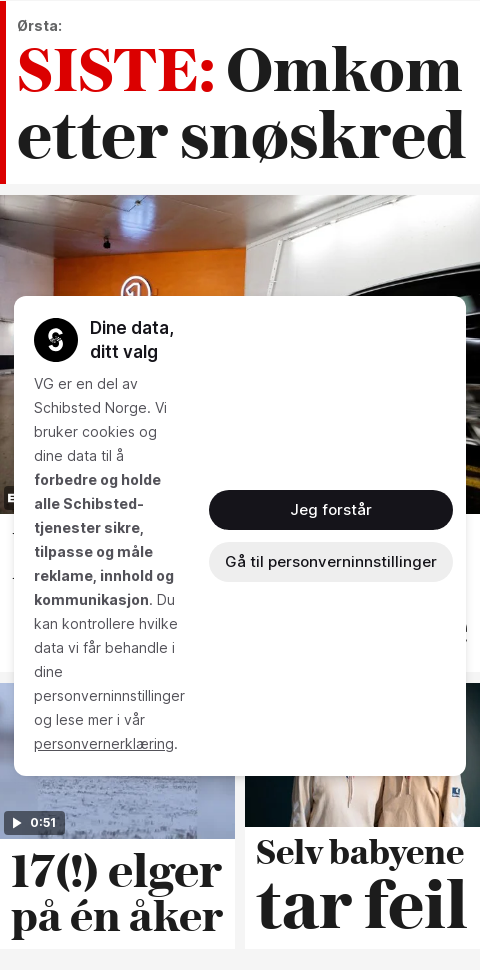 Ørsta:
SISTE: Omkom
etter snøskred
Dine data,
ditt valg
VG er en del av
Schibsted Norge. Vi
bruker cookies og
dine data til å
forbedre og holde
alle Schibsted-
tjenester sikre,
tilpasse og måle
reklame, innhold og
kommunikasjon. Du
kan kontrollere hvilke
data vi får behandle i
dine
personverninnstillinger
og lese mer i vår
personvernerklæring.
Jeg forstår
Gå til personverninnstillinger
0:51
17(!) elger
på én åker
Selv babyene
tar feil